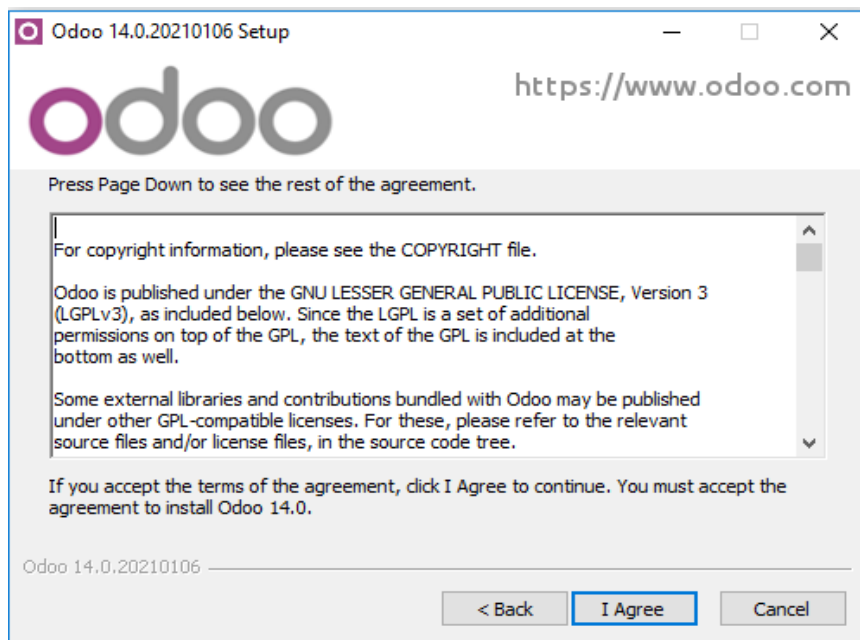 Odoo 14.0.20210106 Setup
odoo
https://www.odoo.com
Press Page Down to see the rest of the agreement.
For copyright information, please see the COPYRIGHT file.
Odoo is published under the GNU LESSER GENERAL PUBLIC LICENSE, Version 3
(LGPLv3), as included below. Since the LGPL is a set of additional
permissions on top of the GPL, the text of the GPL is included at the
bottom as well.
Some external libraries and contributions bundled with Odoo may be published
under other GPL-compatible licenses. For these, please refer to the relevant
source files and/or license files, in the source code tree.
If you accept the terms of the agreement, click I Agree to continue. You must accept the
agreement to install Odoo 14.0.
Odoo 14.0.20210106
< Back I Agree Cancel